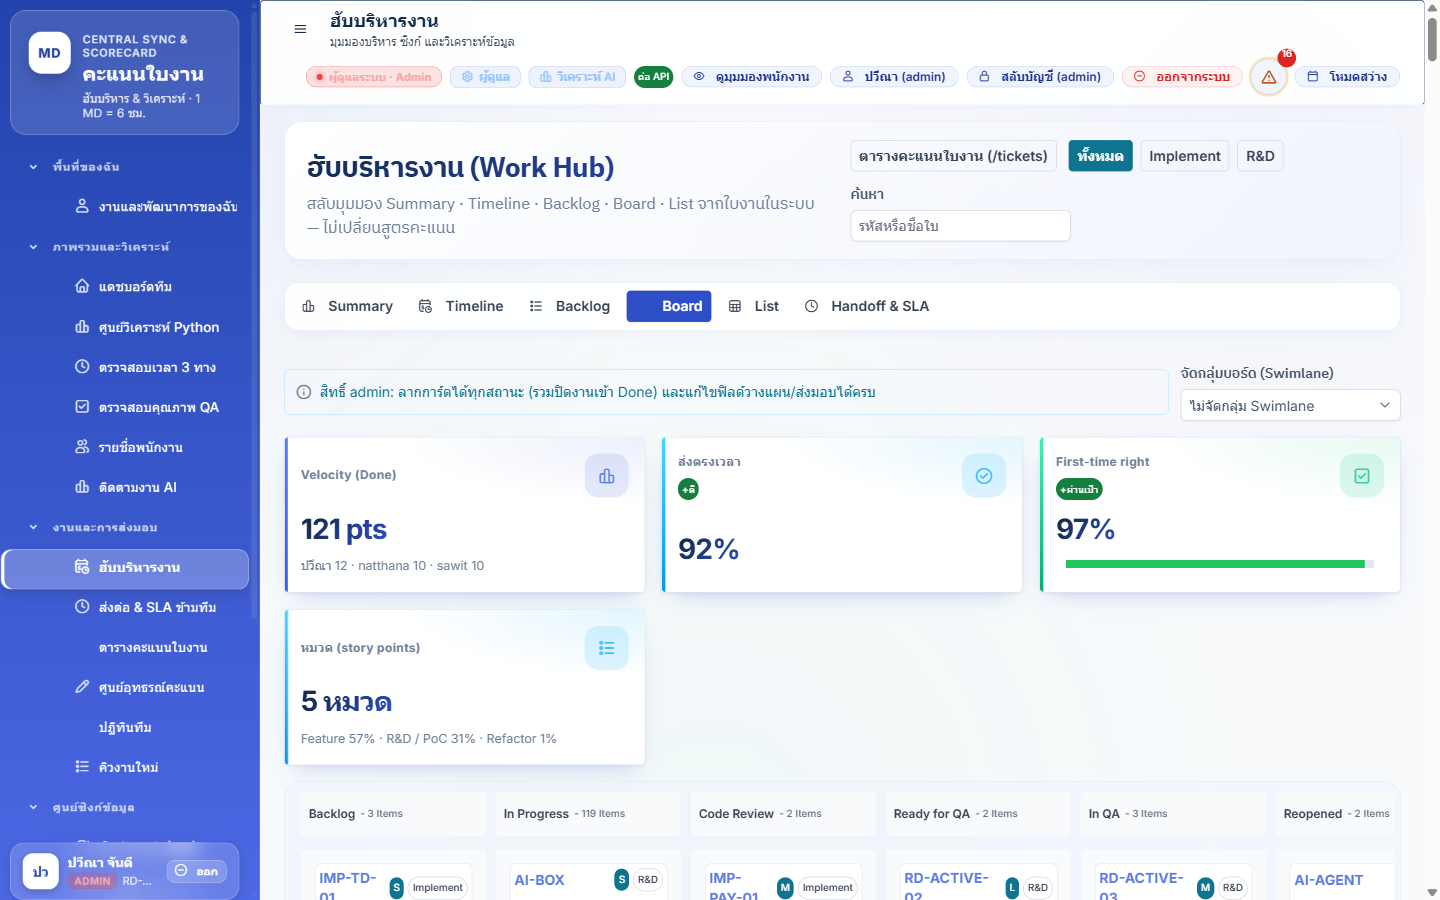 MD
CENTRAL SYNC &
SCORECARD
คะแนนใบงาน
ฮับบริหาร & วิเคราะห์ · 1
MD = 6 ชม.
พื้นที่ของฉัน
งานและพัฒนาการของฉัน
ภาพรวมและวิเคราะห์
แดชบอร์ดทีม
ศูนย์วิเคราะห์ Python
ตรวจสอบเวลา 3 ทาง
ตรวจสอบคุณภาพ QA
รายชื่อพนักงาน
ติดตามงาน AI
งานและการส่งมอบ
ฮับบริหารงาน
ส่งต่อ & SLA ข้ามทีม
ตารางคะแนนใบงาน
ศูนย์อุทธรณ์คะแนน
ปฏิทินทีม
คิวงานใหม่
ศูนย์ซิงก์ข้อมูล
ปว
ปวีณา จันดี
ADMIN RD-...
ออก
ฮับบริหารงาน
มุมมองบริหาร ซิงก์ และวิเคราะห์ข้อมูล
ผู้ดูแลระบบ · Admin
ผู้ดูแล
วิเคราะห์ AI
ต่อ API
ดูมุมมองพนักงาน
ปวีณา (admin)
สลับบัญชี (admin)
ออกจากระบบ
16
โหมดสว่าง
ฮับบริหารงาน (Work Hub)
สลับมุมมอง Summary · Timeline · Backlog · Board · List จากใบงานในระบบ
— ไม่เปลี่ยนสูตรคะแนน
ตารางคะแนนใบงาน (/tickets)
ทั้งหมด
Implement
R&D
ค้นหา
รหัสหรือชื่อใบ
Summary
Timeline
Backlog
Board
List
Handoff & SLA
สิทธิ์ admin: ลากการ์ดได้ทุกสถานะ (รวมปิดงานเข้า Done) และแก้ไขฟิลด์วางแผน/ส่งมอบได้ครบ
จัดกลุ่มบอร์ด (Swimlane)
ไม่จัดกลุ่ม Swimlane
Velocity (Done)
121 pts
ปวีณา 12 · natthana 10 · sawit 10
ส่งตรงเวลา
+ดี
92%
First-time right
+ผ่านเป้า
97%
หมวด (story points)
5 หมวด
Feature 57% · R&D / PoC 31% · Refactor 1%
Backlog - 3 Items
In Progress - 119 Items
Code Review - 2 Items
Ready for QA - 2 Items
In QA - 3 Items
Reopened - 2 Items
IMP-TD-
01
S
Implement
AI-BOX
S
R&D
IMP-
PAY-01
M
Implement
RD-ACTIVE-
02
L
R&D
RD-ACTIVE-
03
M
R&D
AI-AGENT